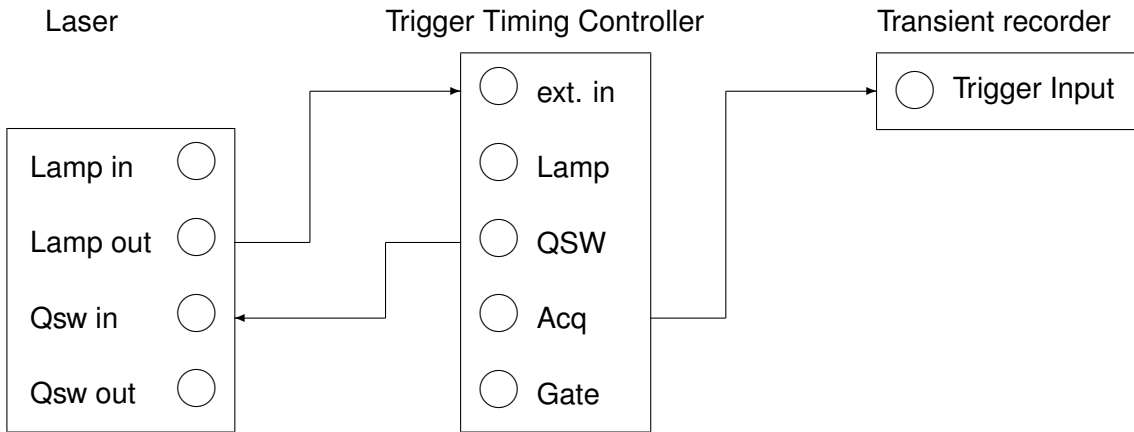 Laser
Trigger Timing Controller
Transient recorder
Lamp in
Lamp out
Qsw in
Qsw out
ext. in
Lamp
QSW
Acq
Gate
Trigger Input